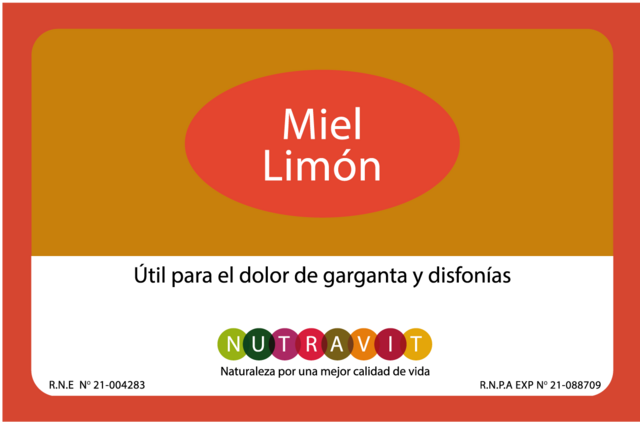 Miel
Limón
Útil para el dolor de garganta y disfonías
NUTRAVIT
Naturaleza por una mejor calidad de vida
R.N.E Nº 21-004283
R.N.P.A EXP Nº 21-088709